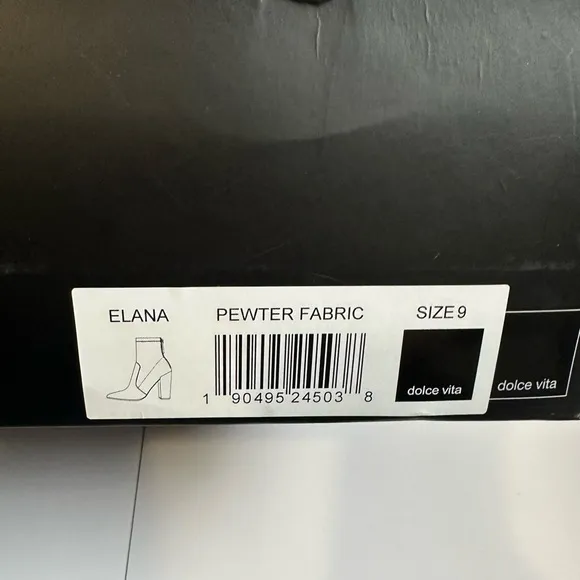 ELANA PEWTER FABRIC SIZE 9
1 90495 24503 8
dolce vita
dolce vita